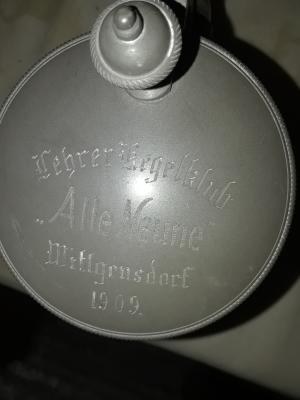 Lehrer Kegelklub
„Alle Neune”
Wittgensdorf
1909.